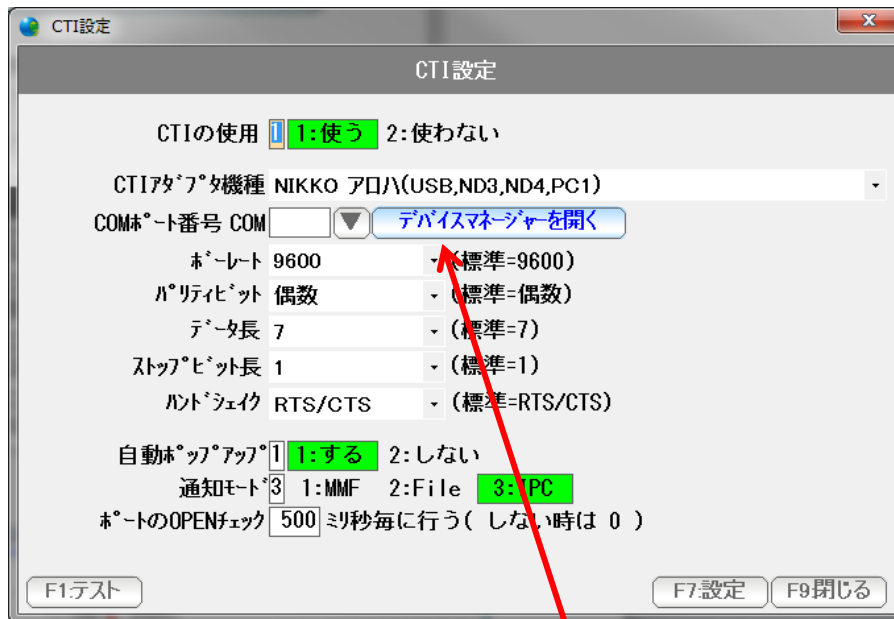 CTI設定
CTI設定
CTIの使用 1 1:使う 2:使わない
CTIｱﾀﾞﾌﾟﾀ機種 NIKKO アロハ(USB,ND3,ND4,PC1)
COMﾎﾟｰﾄ番号 COM ▼ ﾃﾞﾊﾞｲｽﾏﾈｰｼﾞｬｰを開く
ﾎﾞｰﾚｰﾄ 9600 (標準=9600)
ﾊﾟﾘﾃｨﾋﾞｯﾄ 偶数 (標準=偶数)
ﾃﾞｰﾀ長 7 (標準=7)
ｽﾄｯﾌﾟﾋﾞｯﾄ長 1 (標準=1)
ﾊﾝﾄﾞｼｪｲｸ RTS/CTS (標準=RTS/CTS)
自動ﾎﾟｯﾌﾟｱｯﾌﾟ 1 1:する 2:しない
通知ﾓｰﾄﾞ 3 1:MMF 2:File 3:IPC
ﾎﾟｰﾄのOPENﾁｪｯｸ 500 ﾐﾘ秒毎に行う( しない時は 0 )
F1:テスト F7:設定 F9:閉じる